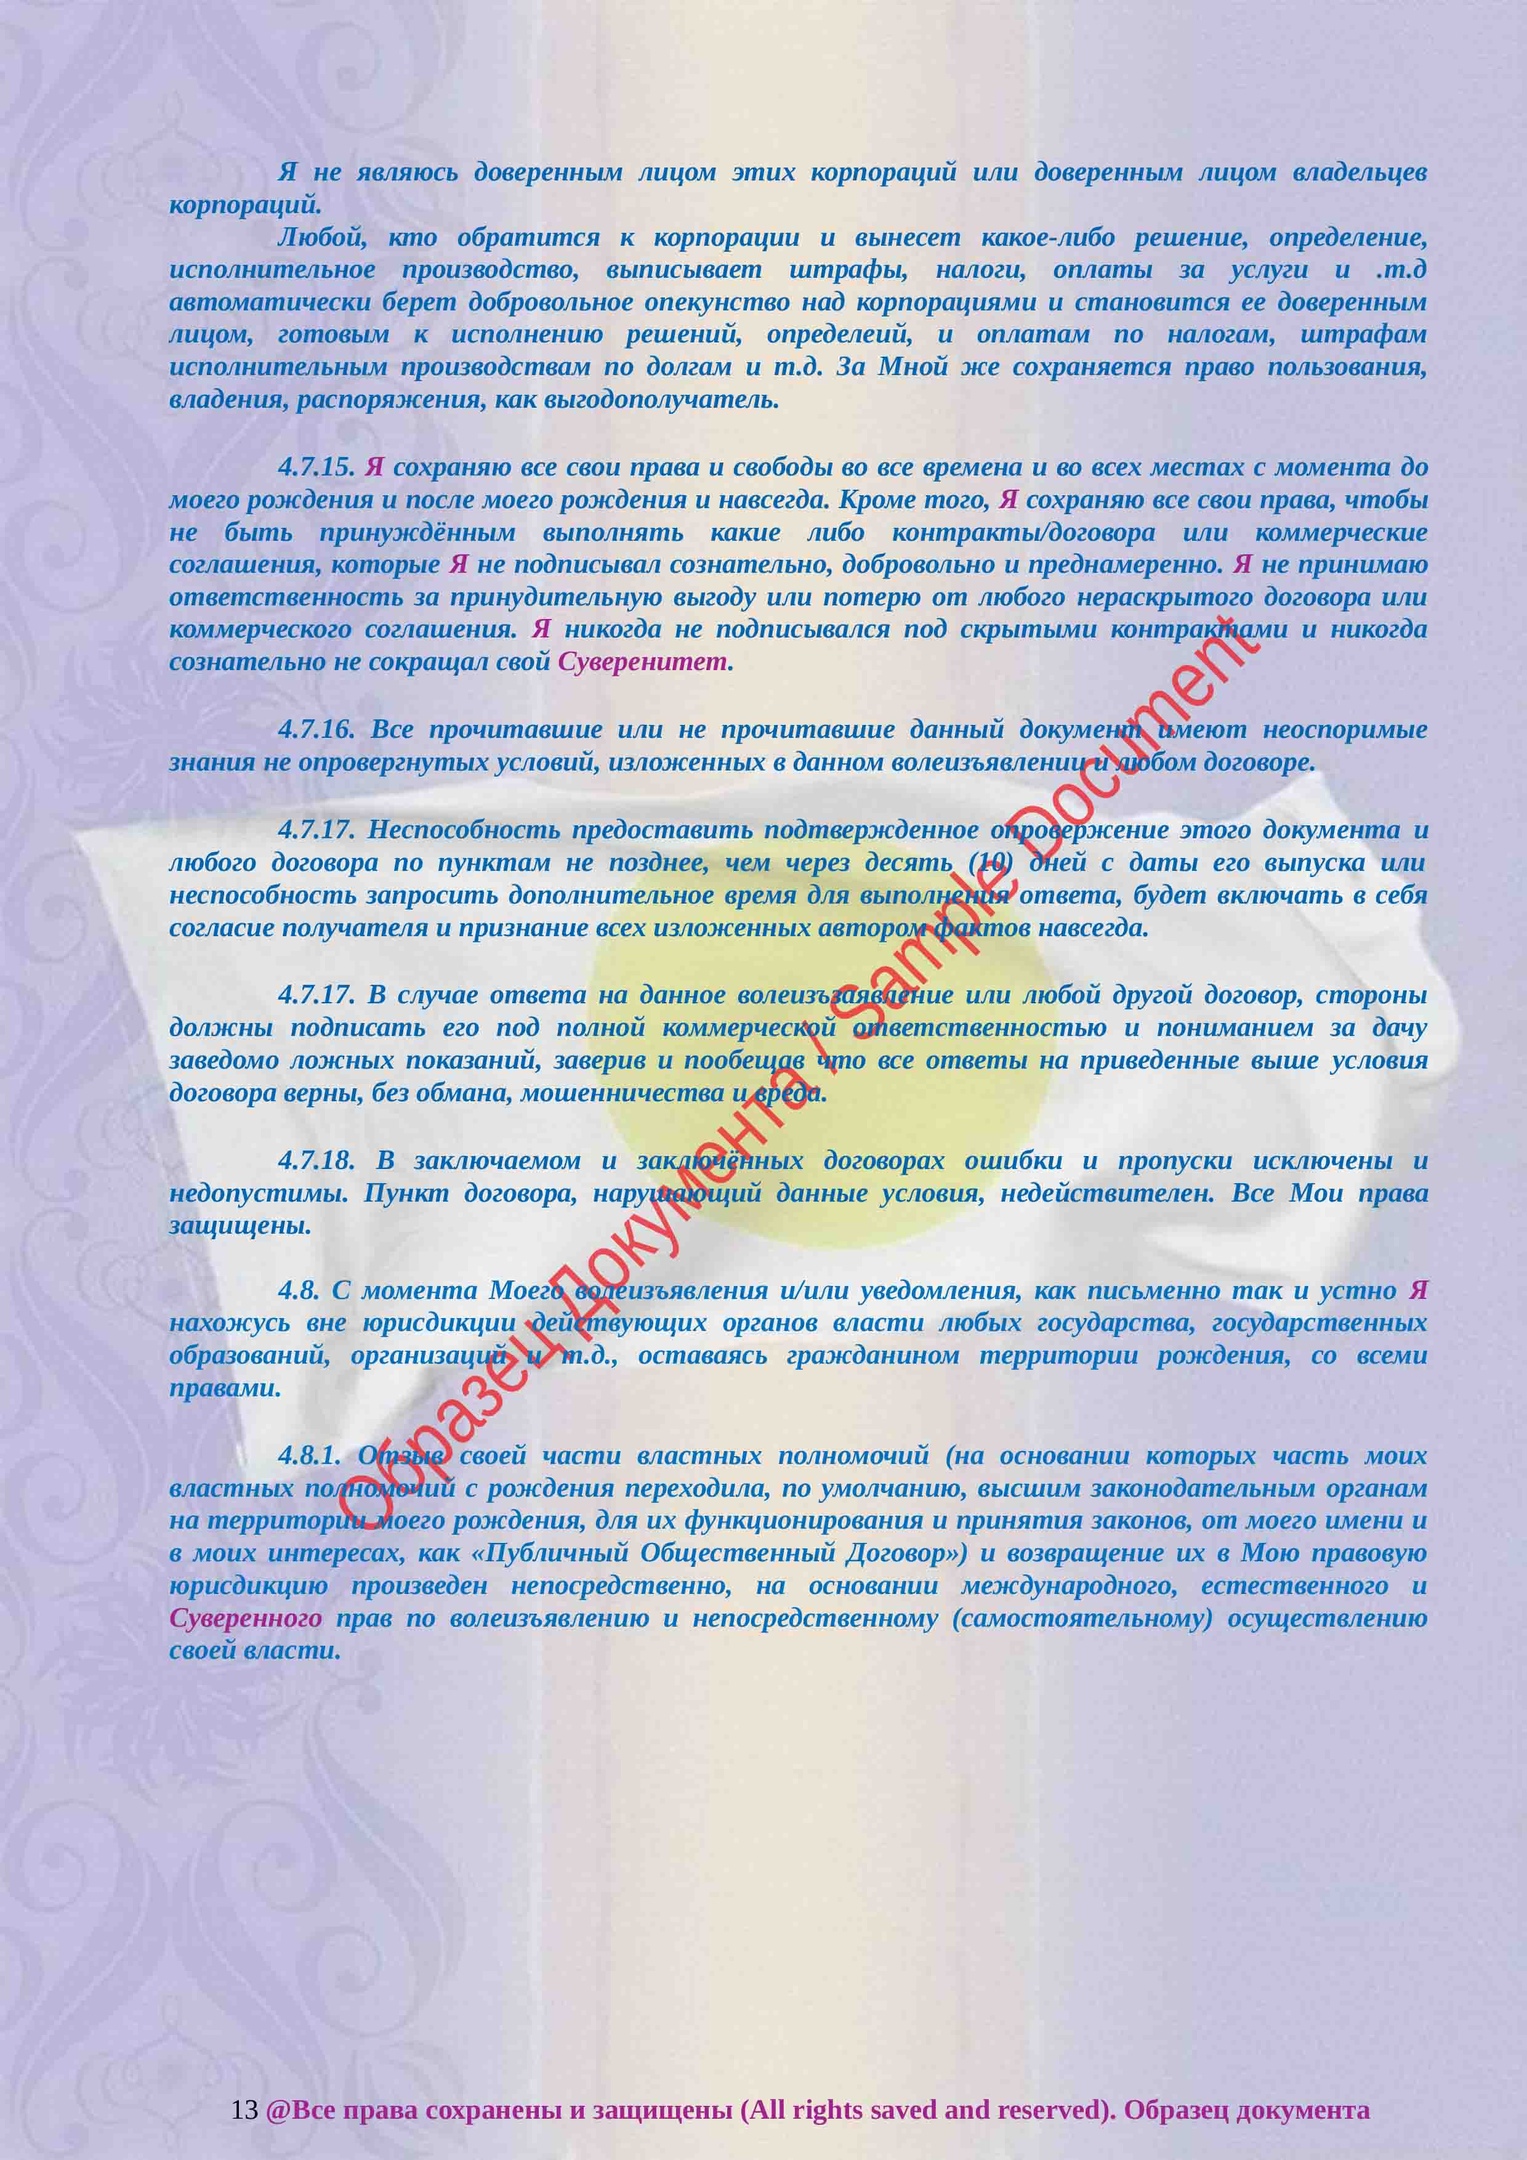 Я не являюсь доверенным лицом этих корпораций или доверенным лицом владельцев
корпораций.
Любой, кто обратится к корпорации и вынесет какое-либо решение, определение,
исполнительное производство, выписывает штрафы, налоги, оплаты за услуги и .т.д
автоматически берет добровольное опекунство над корпорациями и становится ее доверенным
лицом, готовым к исполнению решений, определеий, и оплатам по налогам, штрафам
исполнительным производствам по долгам и т.д. За Мной же сохраняется право пользования,
владения, распоряжения, как выгодополучатель.
4.7.15. Я сохраняю все свои права и свободы во все времена и во всех местах с момента до
моего рождения и после моего рождения и навсегда. Кроме того, Я сохраняю все свои права, чтобы
не быть принуждённым выполнять какие либо контракты/договора или коммерческие
соглашения, которые Я не подписывал сознательно, добровольно и преднамеренно. Я не принимаю
ответственность за принудительную выгоду или потерю от любого нераскрытого договора или
коммерческого соглашения. Я никогда не подписывался под скрытыми контрактами и никогда
сознательно не сокращал свой Суверенитет.
4.7.16. Все прочитавшие или не прочитавшие данный документ имеют неоспоримые
знания не опровергнутых условий, изложенных в данном волеизъявлении и любом договоре.
4.7.17. Неспособность предоставить подтвержденное опровержение этого документа и
любого договора по пунктам не позднее, чем через десять (10) дней с даты его выпуска или
неспособность запросить дополнительное время для выполнения ответа, будет включать в себя
согласие получателя и признание всех изложенных автором фактов навсегда.
4.7.17. В случае ответа на данное волеизъзаявление или любой другой договор, стороны
должны подписать его под полной коммерческой ответственностью и пониманием за дачу
заведомо ложных показаний, заверив и пообещав что все ответы на приведенные выше условия
договора верны, без обмана, мошенничества и вреда.
4.7.18. В заключаемом и заключённых договорах ошибки и пропуски исключены и
недопустимы. Пункт договора, нарушающий данные условия, недействителен. Все Мои права
защищены.
4.8. С момента Моего волеизъявления и/или уведомления, как письменно так и устно Я
нахожусь вне юрисдикции действующих органов власти любых государства, государственных
образований, организаций и т.д., оставаясь гражданином территории рождения, со всеми
правами.
4.8.1. Отзыв своей части властных полномочий (на основании которых часть моих
властных полномочий с рождения переходила, по умолчанию, высшим законодательным органам
на территории моего рождения, для их функционирования и принятия законов, от моего имени и
в моих интересах, как «Публичный Общественный Договор») и возвращение их в Мою правовую
юрисдикцию произведен непосредственно, на основании международного, естественного и
Суверенного прав по волеизъявлению и непосредственному (самостоятельному) осуществлению
своей власти.
Образец Документа / Sample Document
13 @Все права сохранены и защищены (All rights saved and reserved). Образец документа